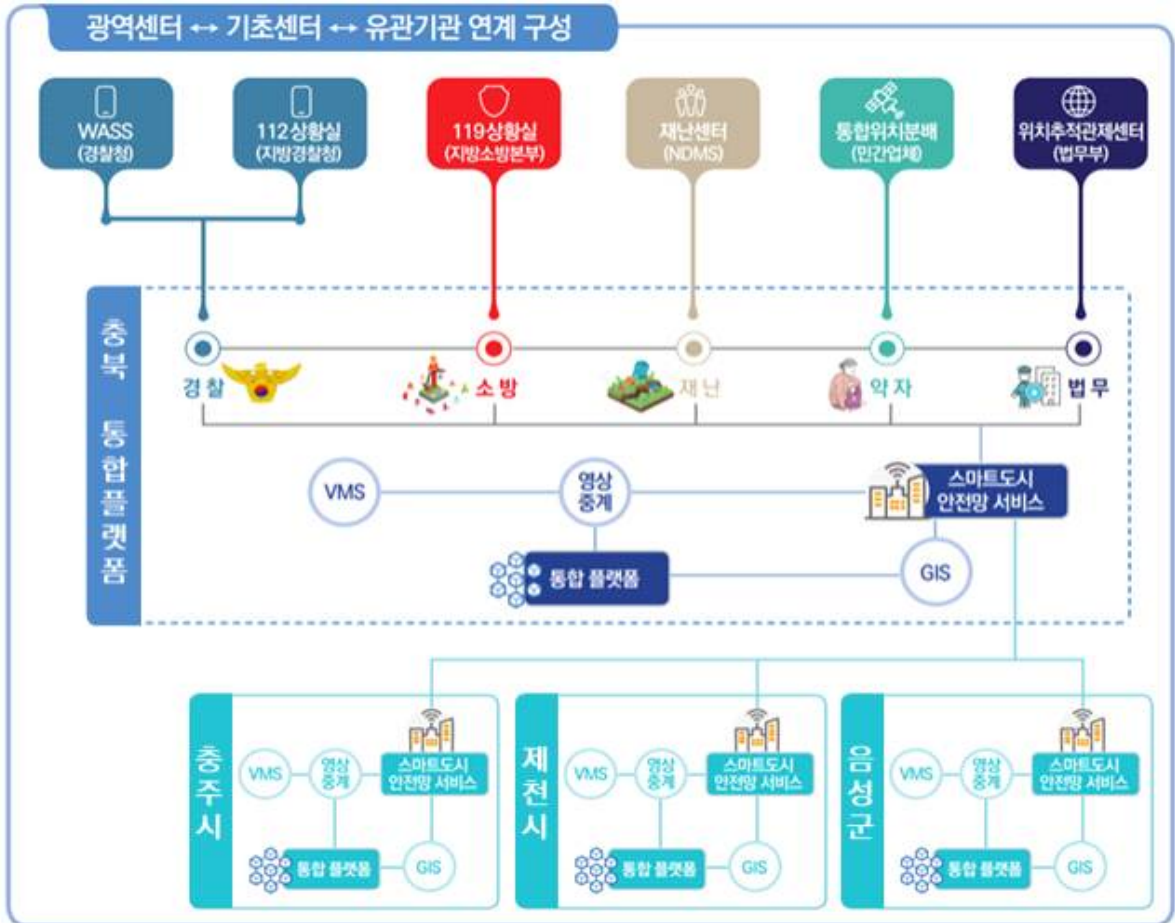 광역센터 ↔ 기초센터 ↔ 유관기관 연계 구성
WASS
(경찰청)
112상황실
(지방경찰청)
119상황실
(지방소방본부)
재난센터
(NDMS)
통합위치분배
(민간업체)
위치추적관제센터
(법무부)
충북 통합플랫폼
경찰
소방
재난
약자
법무
VMS
영상
중계
스마트도시
안전망 서비스
통합 플랫폼
GIS
충주시
VMS
영상
중계
스마트도시
안전망 서비스
통합 플랫폼
GIS
제천시
VMS
영상
중계
스마트도시
안전망 서비스
통합 플랫폼
GIS
음성군
VMS
영상
중계
스마트도시
안전망 서비스
통합 플랫폼
GIS